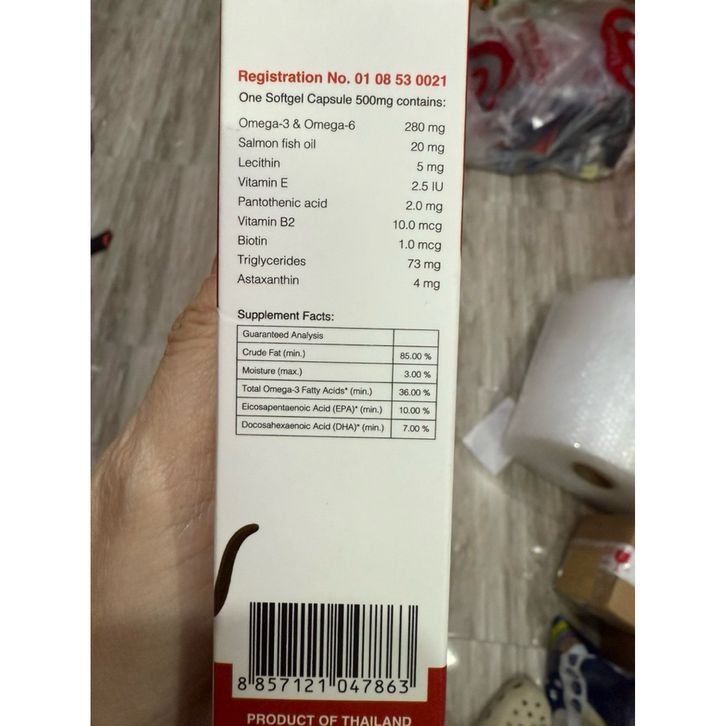 Registration No. 01 08 53 0021
One Softgel Capsule 500mg contains:
Omega-3 & Omega-6 280 mg
Salmon fish oil 20 mg
Lecithin 5 mg
Vitamin E 2.5 IU
Pantothenic acid 2.0 mg
Vitamin B2 10.0 mcg
Biotin 1.0 mcg
Triglycerides 73 mg
Astaxanthin 4 mg
Supplement Facts:
Guaranteed Analysis
Crude Fat (min.) 85.00 %
Moisture (max.) 3.00 %
Total Omega-3 Fatty Acids* (min.) 36.00 %
Eicosapentaenoic Acid (EPA)* (min.) 10.00 %
Docosahexaenoic Acid (DHA)* (min.) 7.00 %
8 857121 047863
PRODUCT OF THAILAND